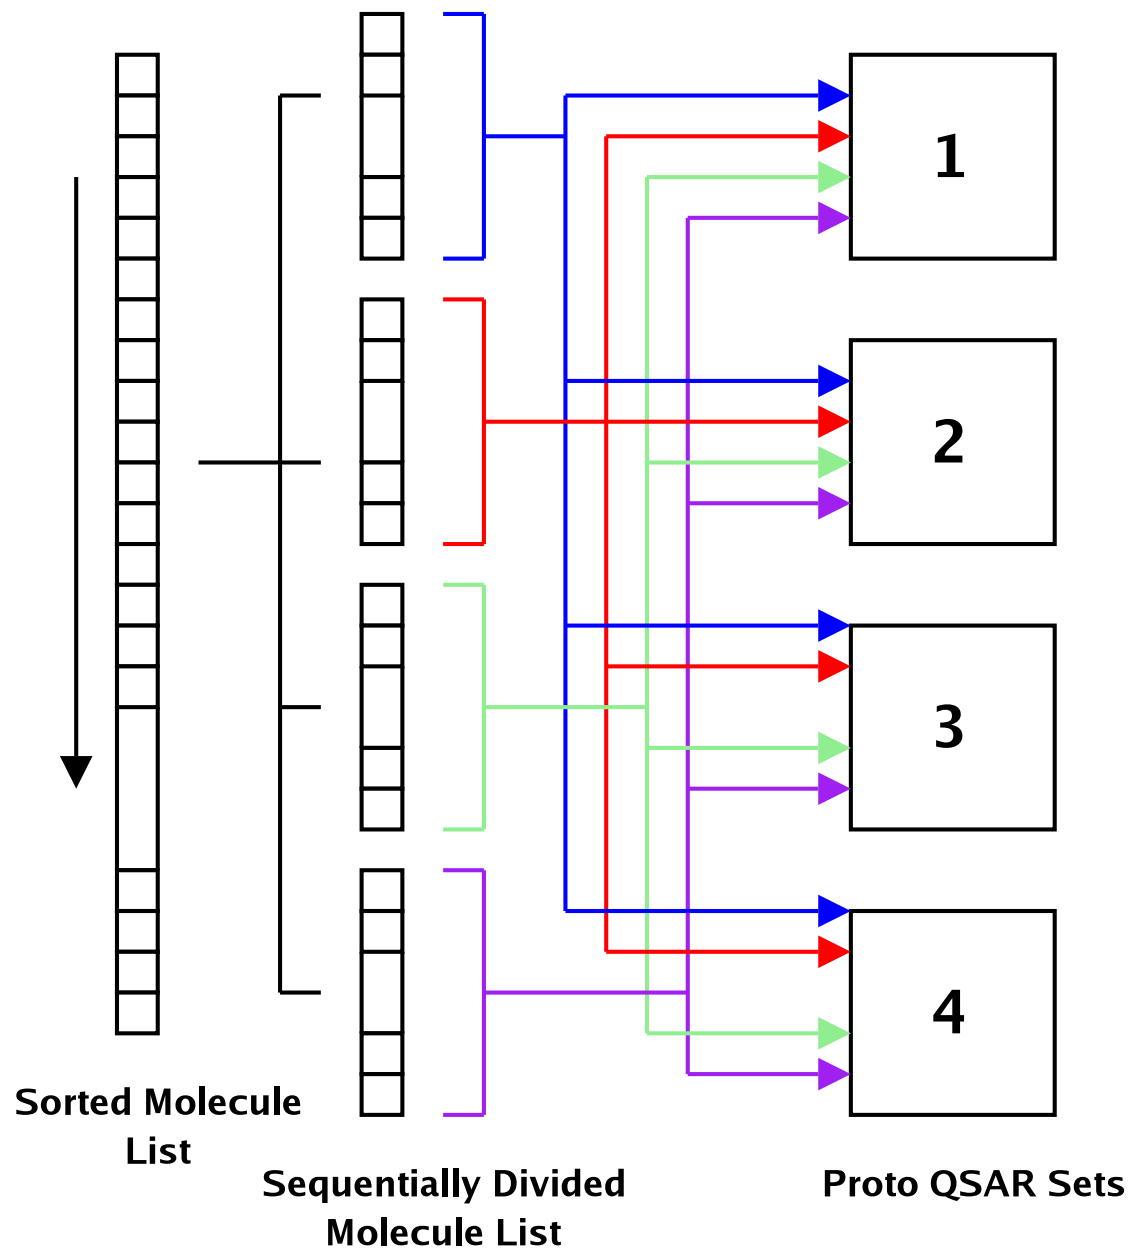 1
2
3
4
Sorted Molecule
List
Sequentially Divided
Molecule List
Proto QSAR Sets